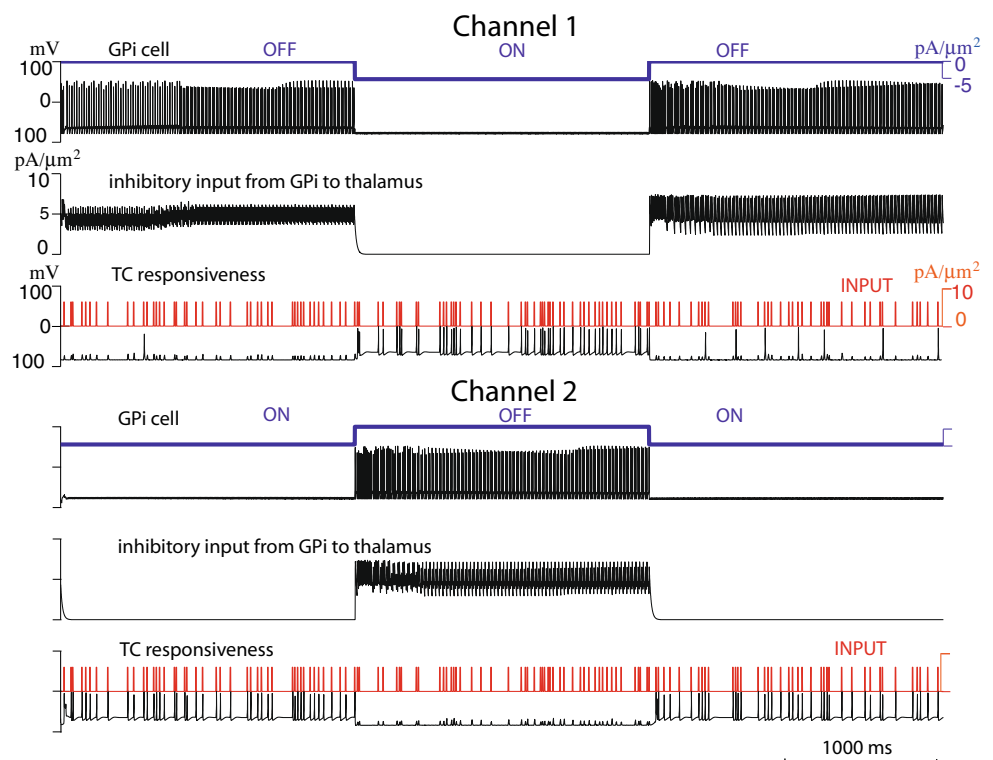 Channel 1
mV GPi cell OFF ON OFF pA/μm²
100 0
0 -5
100
pA/μm²
10 inhibitory input from GPi to thalamus
5
0
mV TC responsiveness pA/μm²
100 INPUT 10
0 0
100
Channel 2
GPi cell ON OFF ON
inhibitory input from GPi to thalamus
TC responsiveness INPUT
1000 ms